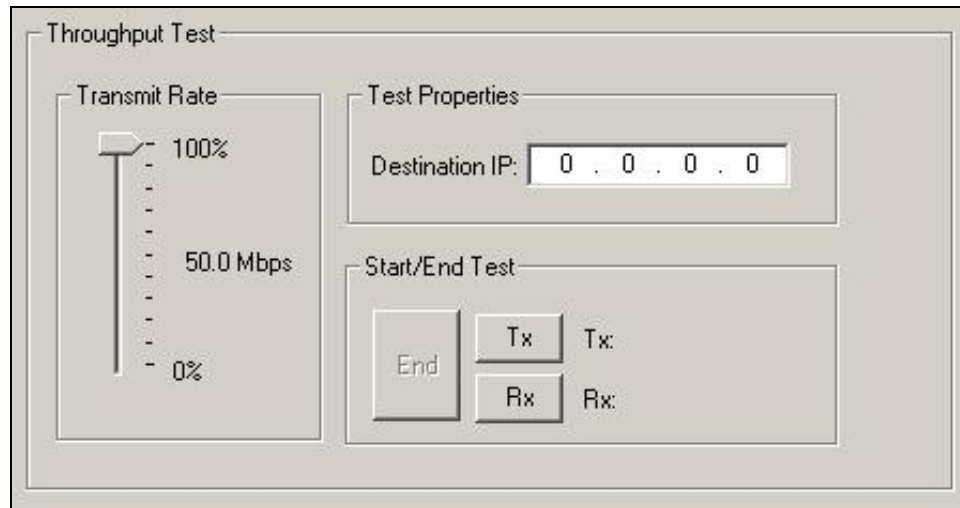 Throughput Test
Transmit Rate
100%
50.0 Mbps
0%
Test Properties
Destination IP: 0 . 0 . 0 . 0
Start/End Test
End
Tx Tx:
Rx Rx: